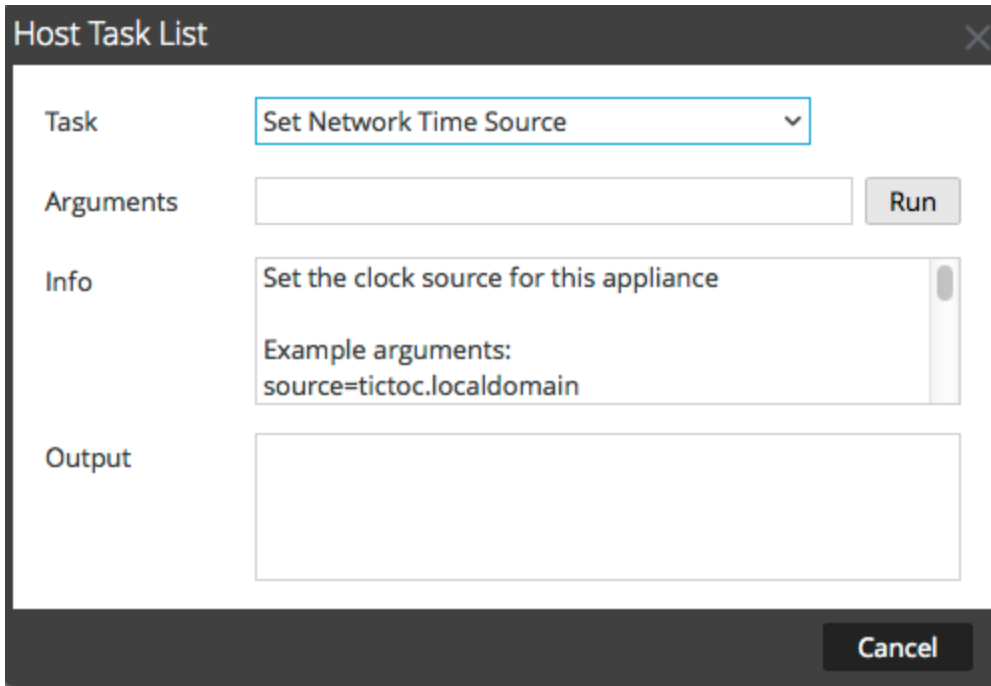 Host Task List
Task
Set Network Time Source
Arguments
Run
Info
Set the clock source for this appliance
Example arguments:
source=tictoc.localdomain
Output
Cancel